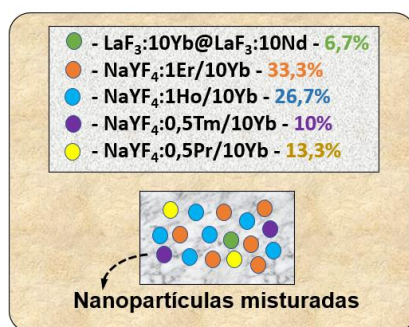 - LaF₃:10Yb@LaF₃:10Nd - 6,7%
- NaYF₄:1Er/10Yb - 33,3%
- NaYF₄:1Ho/10Yb - 26,7%
- NaYF₄:0,5Tm/10Yb - 10%
- NaYF₄:0,5Pr/10Yb - 13,3%
Nanopartículas misturadas